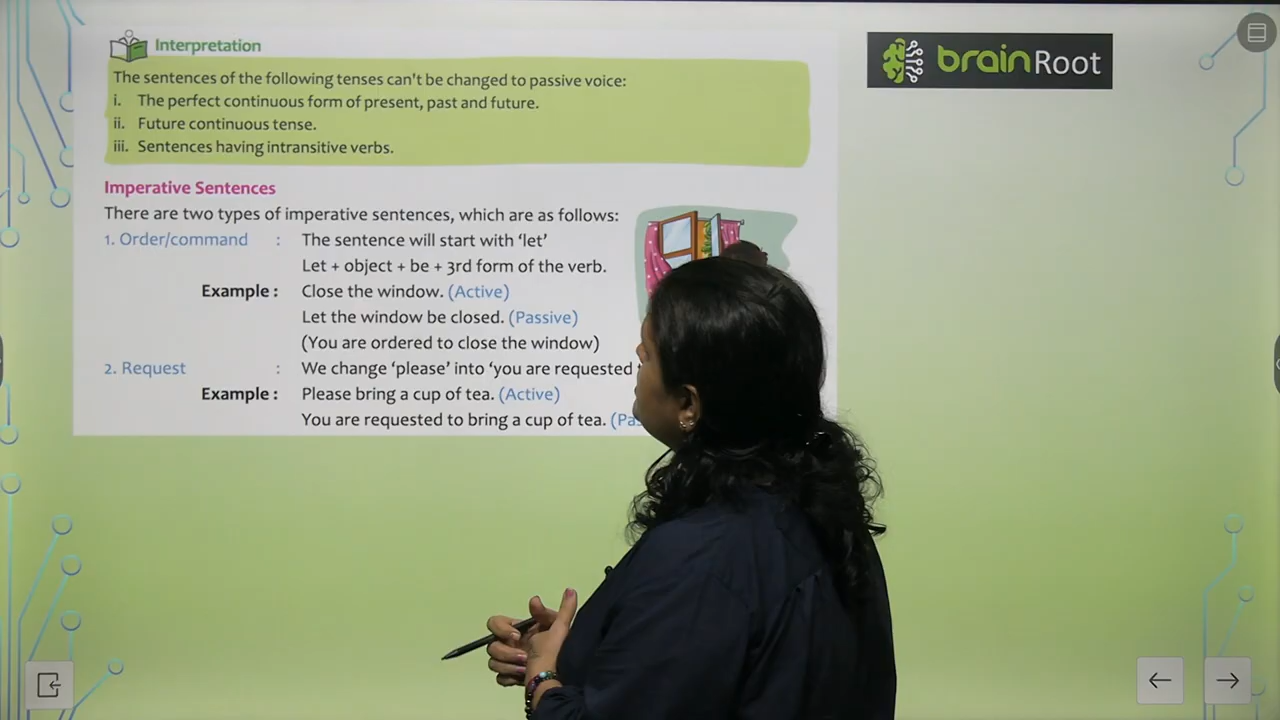 Interpretation
The sentences of the following tenses can't be changed to passive voice:
i. The perfect continuous form of present, past and future.
ii. Future continuous tense.
iii. Sentences having intransitive verbs.
Imperative Sentences
There are two types of imperative sentences, which are as follows:
1. Order/command : The sentence will start with 'let'
Let + object + be + 3rd form of the verb.
Example : Close the window. (Active)
Let the window be closed. (Passive)
(You are ordered to close the window)
2. Request : We change 'please' into 'you are requested
Example : Please bring a cup of tea. (Active)
You are requested to bring a cup of tea.
brainRoot